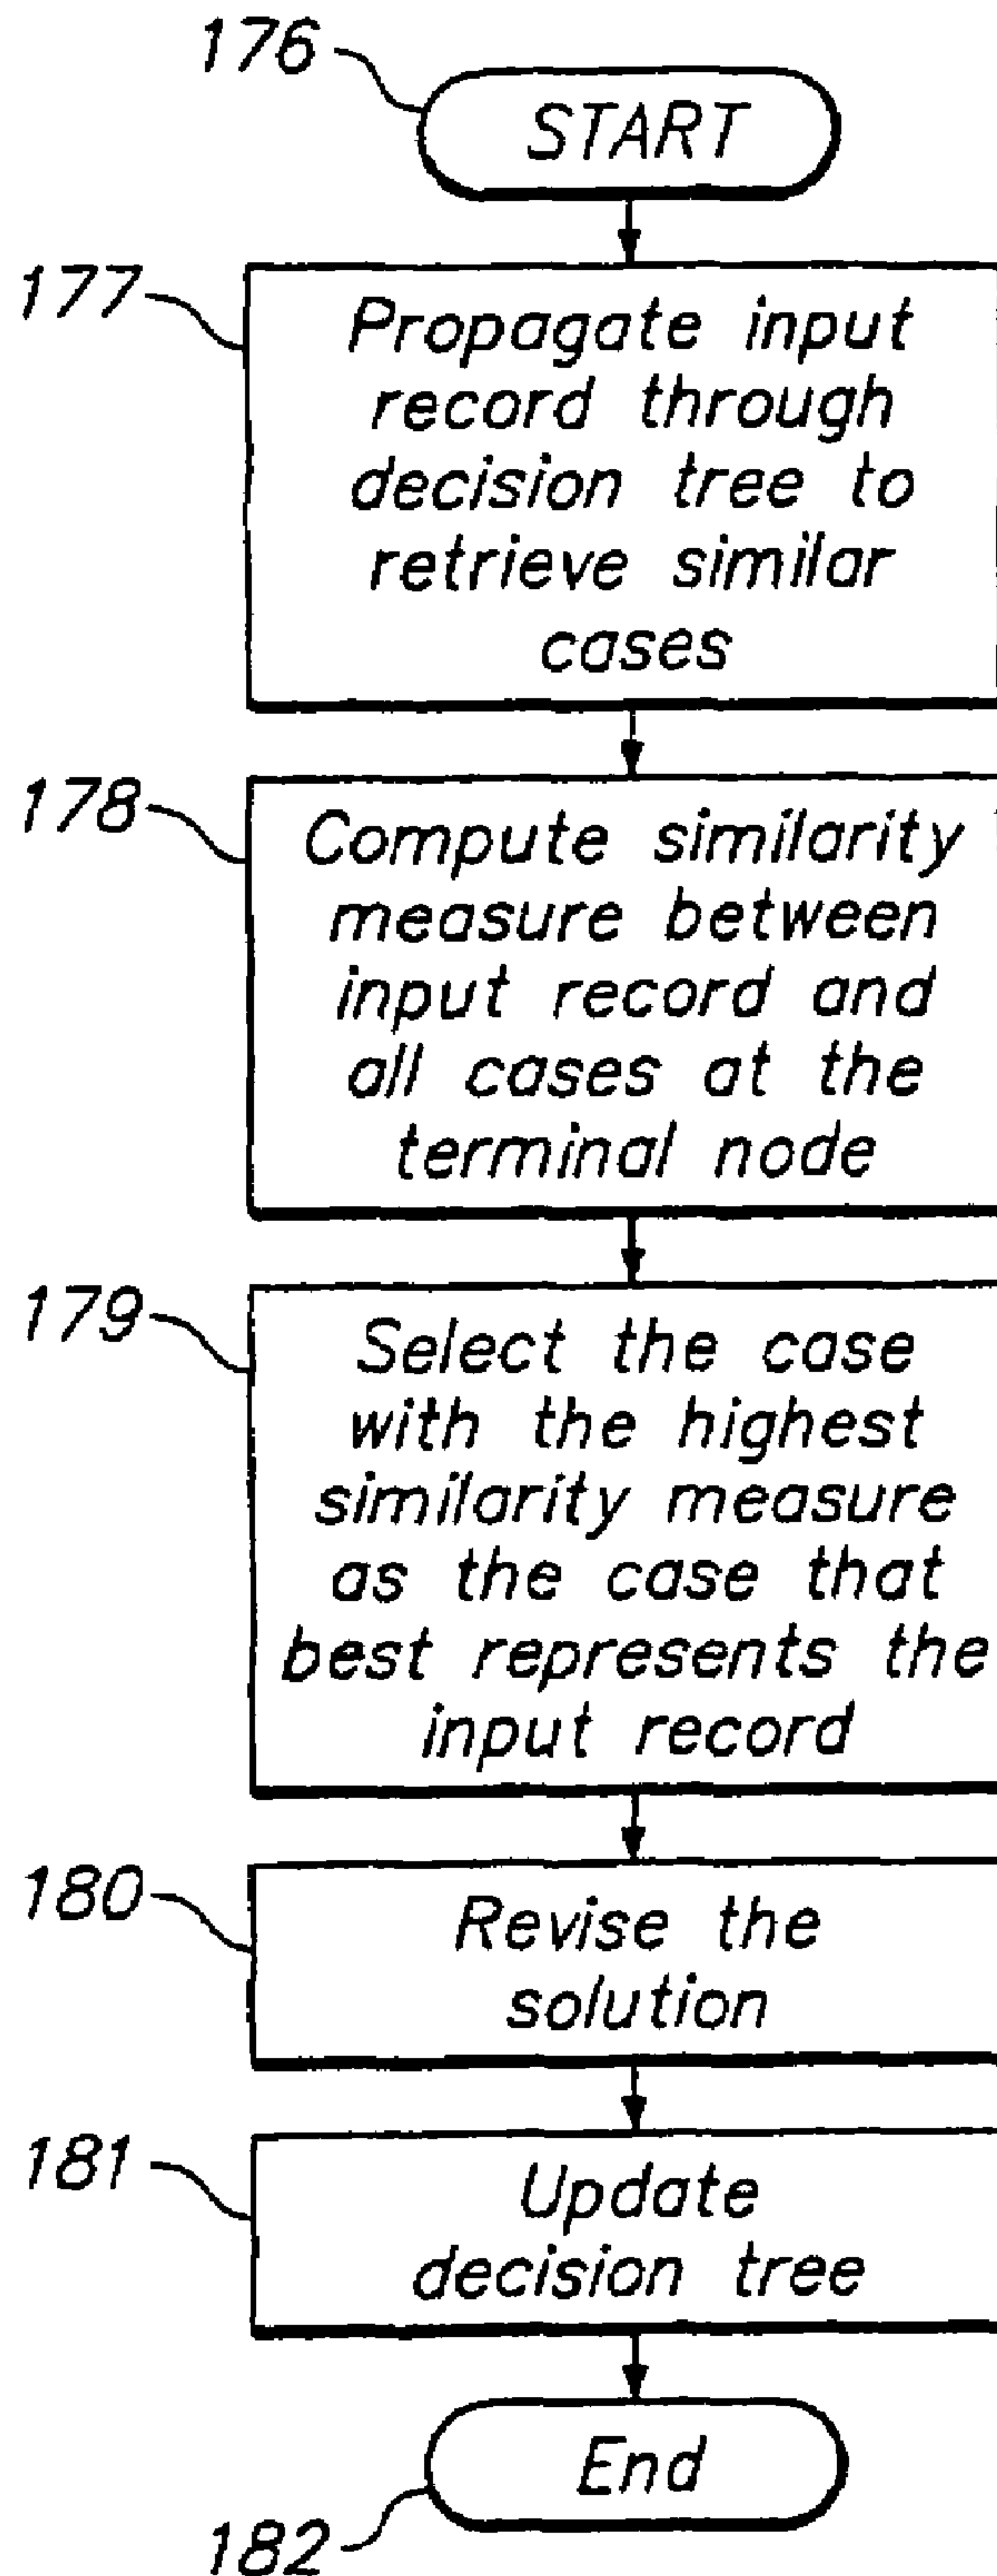 176
START
177
Propagate input
record through
decision tree to
retrieve similar
cases
178
Compute similarity
measure between
input record and
all cases at the
terminal node
179
Select the case
with the highest
similarity measure
as the case that
best represents the
input record
180
Revise the
solution
181
Update
decision tree
End
182